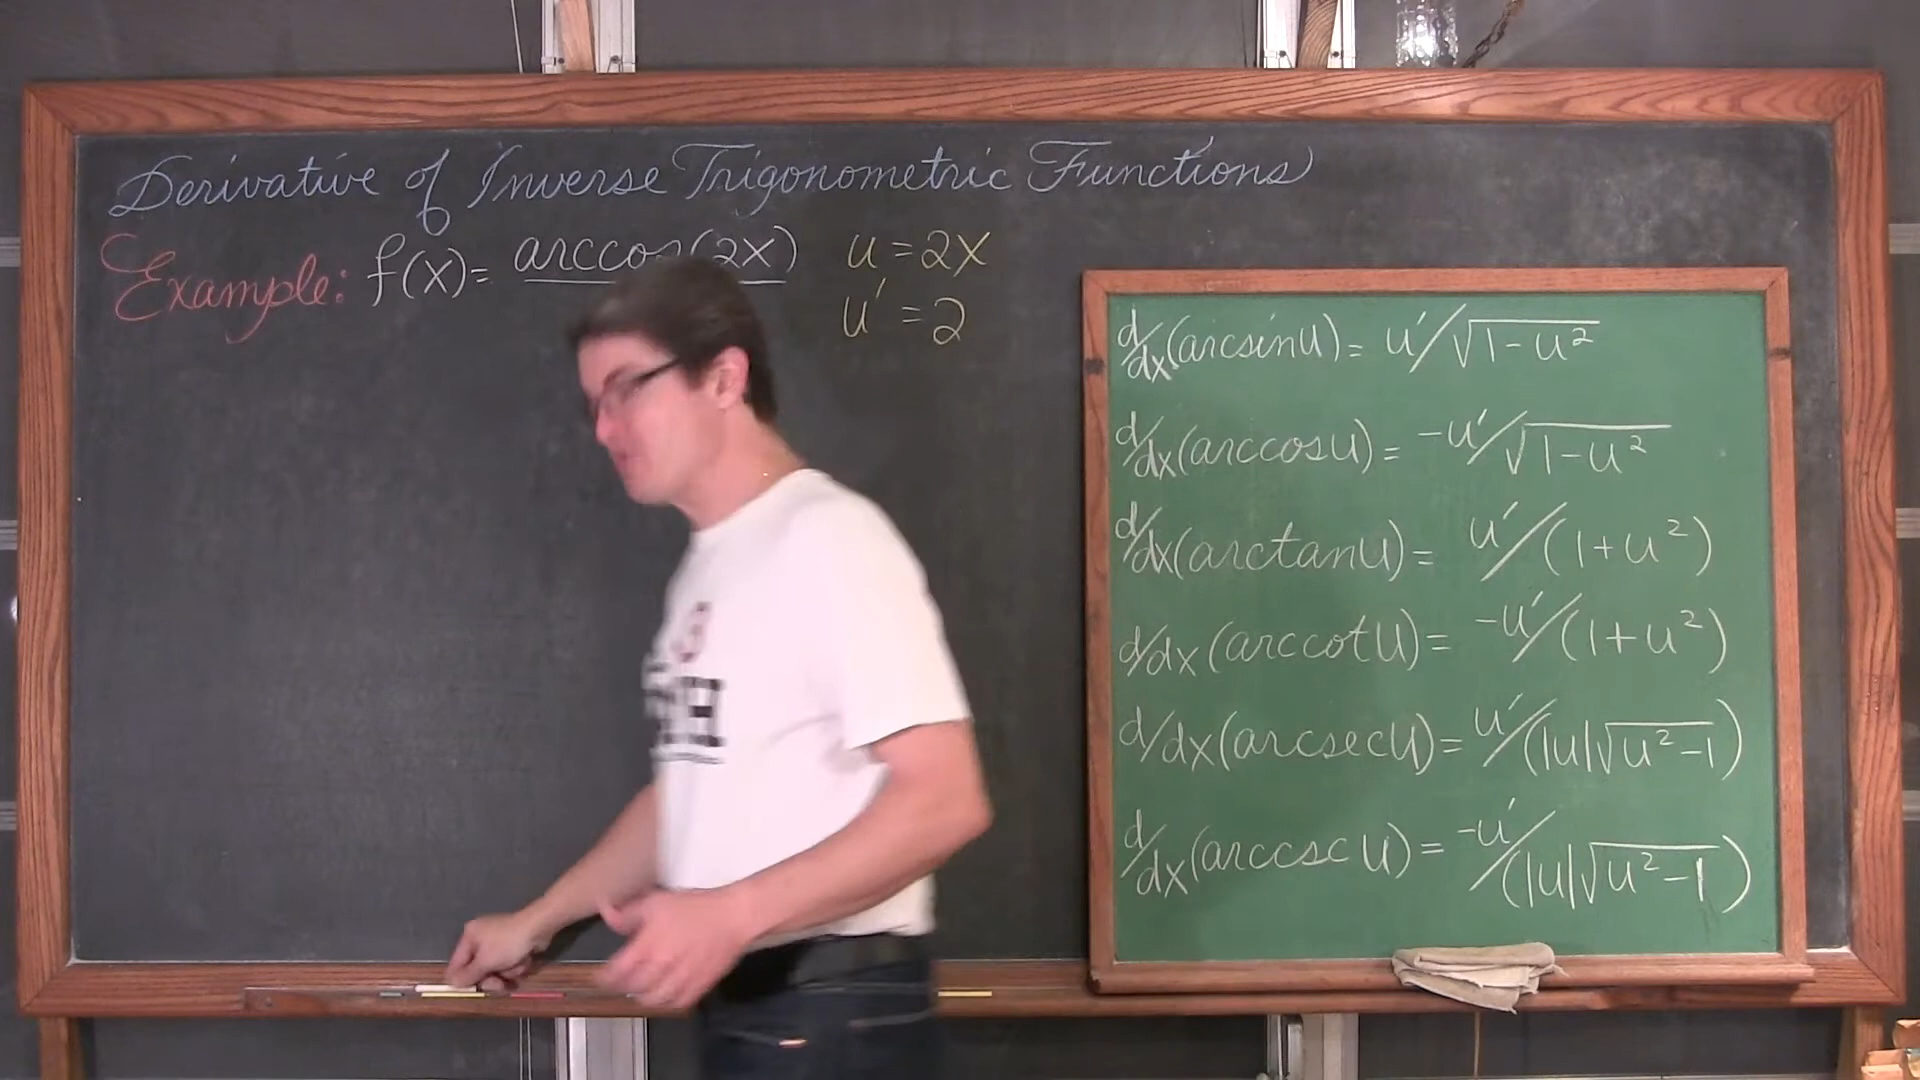 Derivative of Inverse Trigonometric Functions
Example: f(x)= arccos(2x)
u = 2x
u' = 2
d/dx(arcsinu) = u'/√1-u²
d/dx(arccosu) = -u'/√1-u²
d/dx(arctanu) = u'/(1+u²)
d/dx(arccotu) = -u'/(1+u²)
d/dx(arcsecu) = u'/(|u|√u²-1)
d/dx(arccscu) = -u'/(|u|√u²-1)